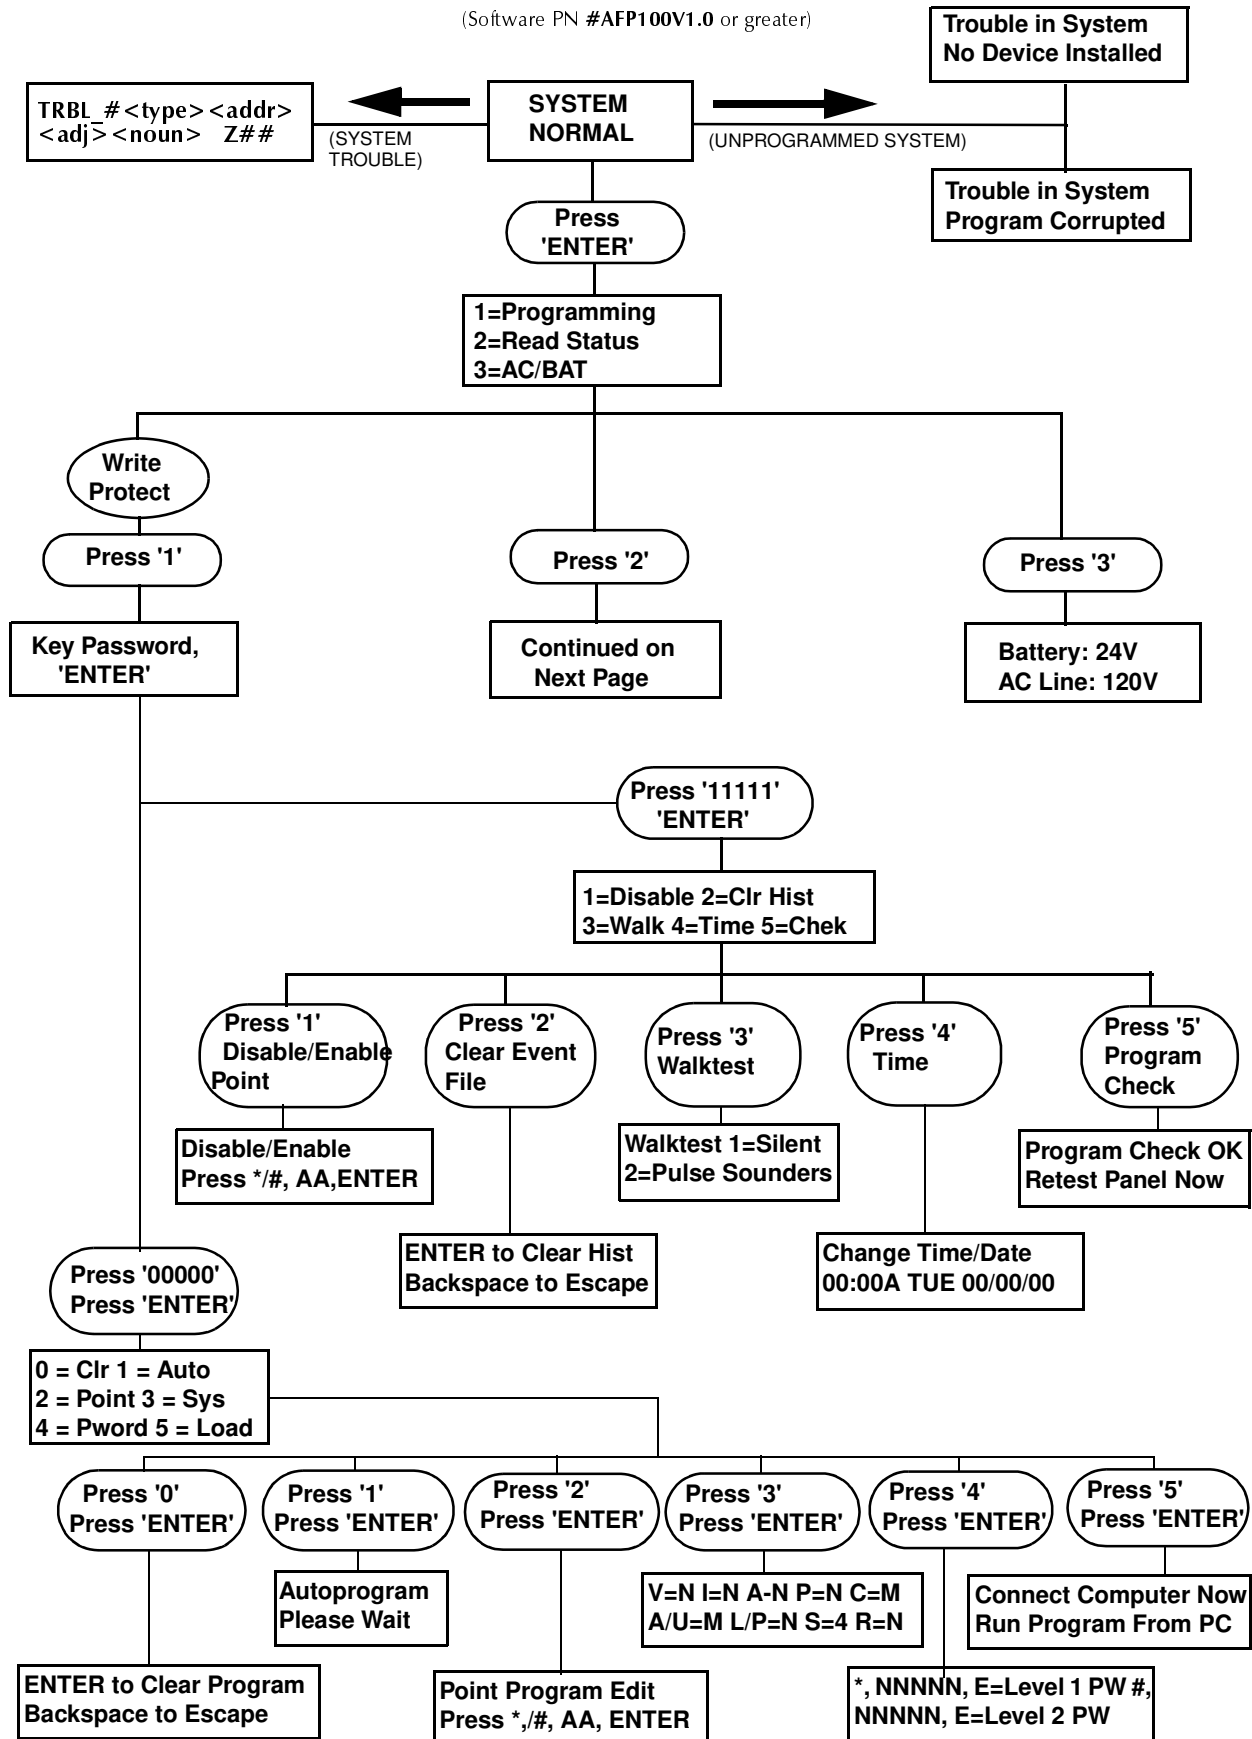 (Software PN #AFP100V1.0 or greater)
Trouble in System
No Device Installed
TRBL_#<type><addr>
<adj><noun> Z##
SYSTEM
NORMAL
(SYSTEM
TROUBLE)
(UNPROGRAMMED SYSTEM)
Trouble in System
Program Corrupted
Press
'ENTER'
1=Programming
2=Read Status
3=AC/BAT
Write
Protect
Press '1'
Press '2'
Press '3'
Key Password,
'ENTER'
Continued on
Next Page
Battery: 24V
AC Line: 120V
Press '11111'
'ENTER'
1=Disable 2=Clr Hist
3=Walk 4=Time 5=Chek
Press '1'
Disable/Enable
Point
Press '2'
Clear Event
File
Press '3'
Walktest
Press '4'
Time
Press '5'
Program
Check
Disable/Enable
Press */#, AA,ENTER
Walktest 1=Silent
2=Pulse Sounders
Program Check OK
Retest Panel Now
ENTER to Clear Hist
Backspace to Escape
Change Time/Date
00:00A TUE 00/00/00
Press '00000'
Press 'ENTER'
0 = Clr 1 = Auto
2 = Point 3 = Sys
4 = Pword 5 = Load
Press '0'
Press 'ENTER'
Press '1'
Press 'ENTER'
Press '2'
Press 'ENTER'
Press '3'
Press 'ENTER'
Press '4'
Press 'ENTER'
Press '5'
Press 'ENTER'
Autoprogram
Please Wait
V=N I=N A-N P=N C=M
A/U=M L/P=N S=4 R=N
Connect Computer Now
Run Program From PC
ENTER to Clear Program
Backspace to Escape
Point Program Edit
Press *,/#, AA, ENTER
*, NNNNN, E=Level 1 PW #,
NNNNN, E=Level 2 PW